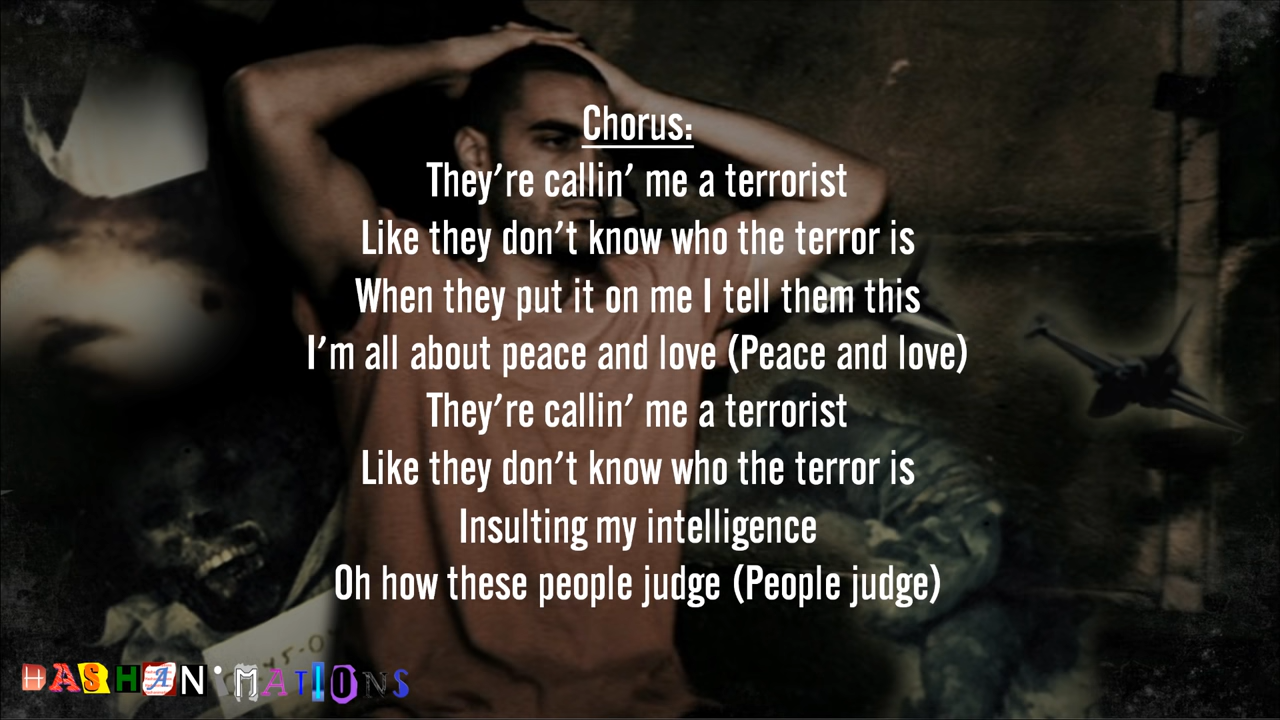 Chorus:
They're callin' me a terrorist
Like they don't know who the terror is
When they put it on me I tell them this
I'm all about peace and love (Peace and love)
They're callin' me a terrorist
Like they don't know who the terror is
Insulting my intelligence
Oh how these people judge (People judge)
HASHANiMATIONS